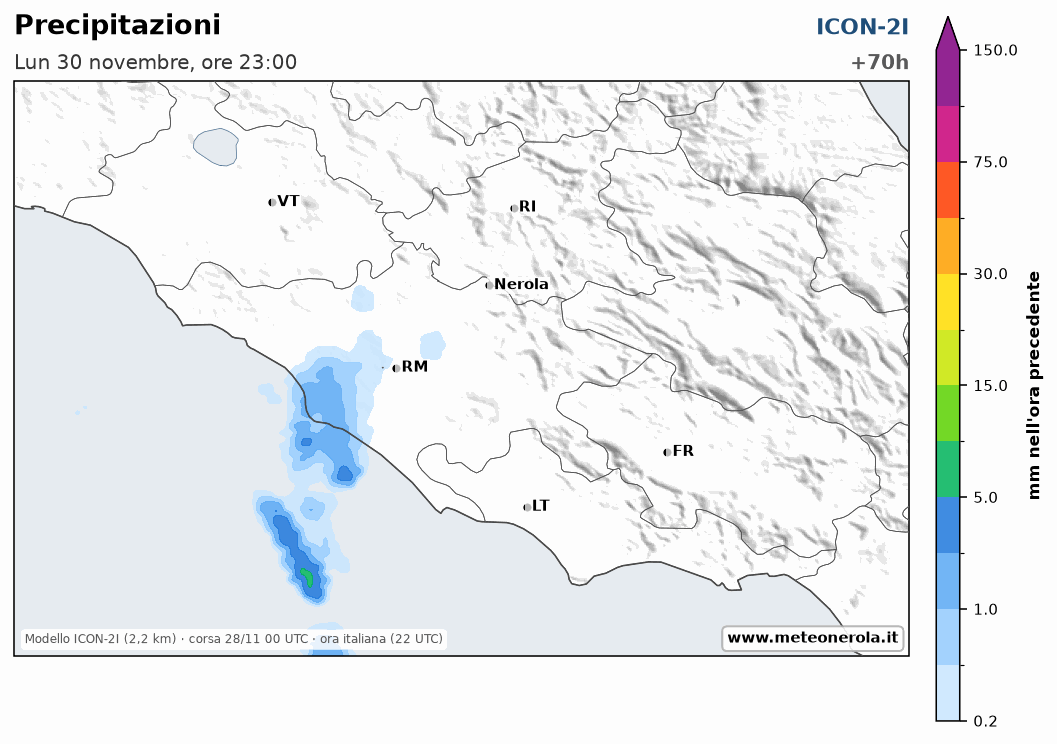 Precipitazioni
ICON-2I
Lun 30 novembre, ore 23:00
+70h
VT
RI
Nerola
RM
FR
LT
150.0
75.0
30.0
15.0
5.0
1.0
0.2
mm nell'ora precedente
Modello ICON-2I (2,2 km) · corsa 28/11 00 UTC · ora italiana (22 UTC)
www.meteonerola.it